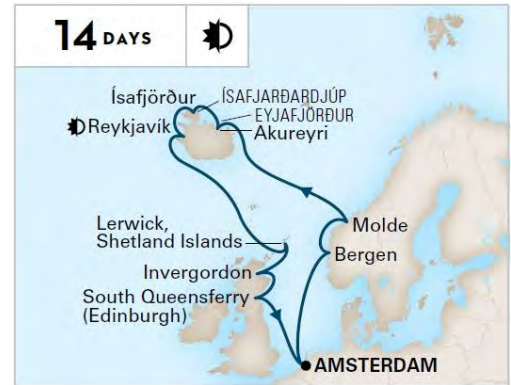 14 DAYS
Ísafjörður
ÍSAFJARÐARDJÚP
EYJAFJÖRÐUR
Reykjavík
Akureyri
Lerwick,
Shetland Islands
Molde
Bergen
Invergordon
South Queensferry
(Edinburgh)
AMSTERDAM